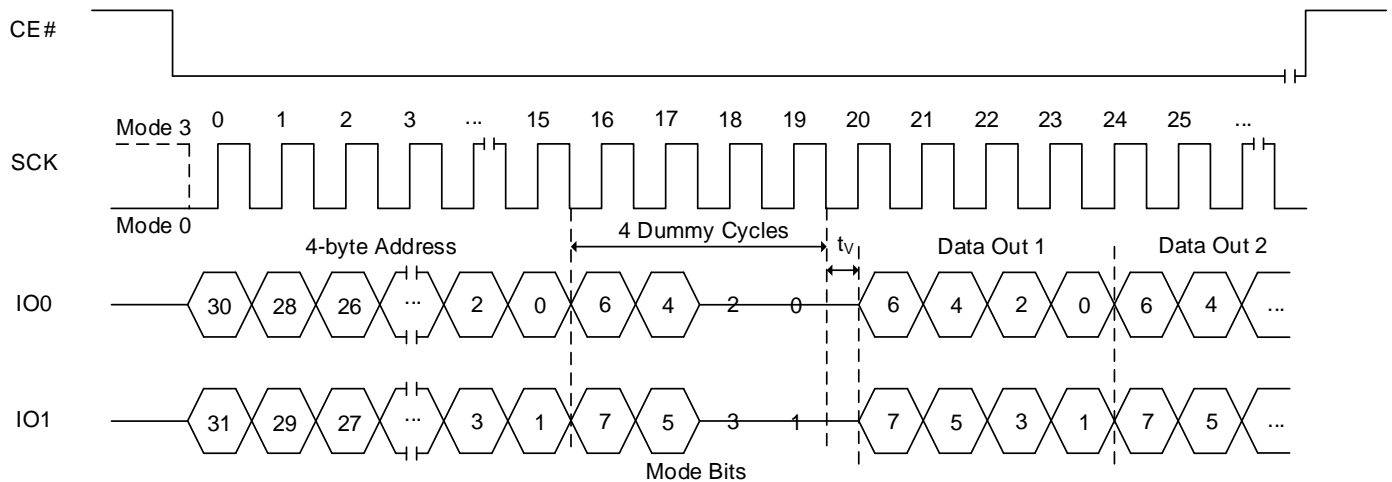 CE#
Mode 3 0 1 2 3 ... 15 16 17 18 19 20 21 22 23 24 25 ...
SCK
Mode 0
4-byte Address 4 Dummy Cycles tV Data Out 1 Data Out 2
IO0 30 28 26 ... 2 0 6 4 2 0 6 4 2 0 6 4 ...
IO1 31 29 27 ... 3 1 7 5 3 1 7 5 3 1 7 5 ...
Mode Bits